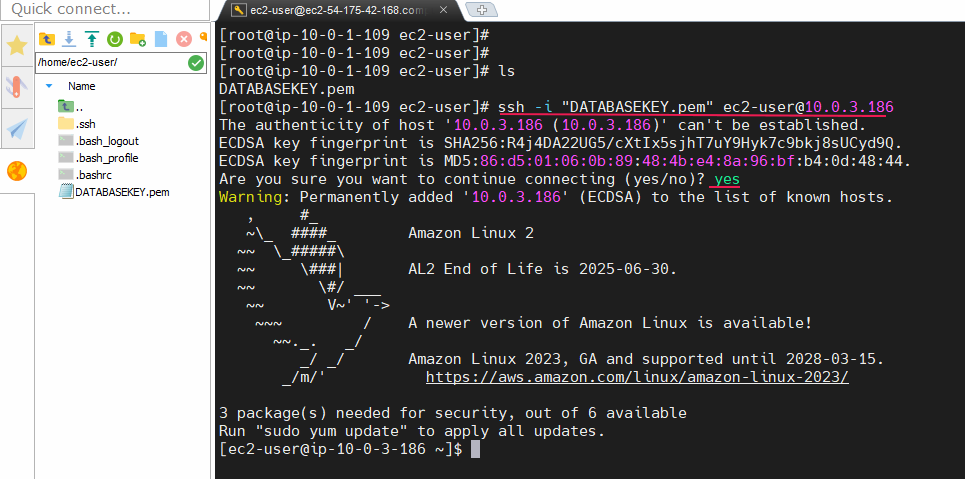 Quick connect...
ec2-user@ec2-54-175-42-168.com
/home/ec2-user/
Name
..
.ssh
.bash_logout
.bash_profile
.bashrc
DATABASEKEY.pem
[root@ip-10-0-1-109 ec2-user]#
[root@ip-10-0-1-109 ec2-user]#
[root@ip-10-0-1-109 ec2-user]# ls
DATABASEKEY.pem
[root@ip-10-0-1-109 ec2-user]# ssh -i "DATABASEKEY.pem" ec2-user@10.0.3.186
The authenticity of host '10.0.3.186 (10.0.3.186)' can't be established.
ECDSA key fingerprint is SHA256:R4j4DA22UG5/cXtIx5sjhT7uY9Hyk7c9bkj8sUCyd9Q.
ECDSA key fingerprint is MD5:86:d5:01:06:0b:89:48:4b:e4:8a:96:bf:b4:0d:48:44.
Are you sure you want to continue connecting (yes/no)? yes
Warning: Permanently added '10.0.3.186' (ECDSA) to the list of known hosts.
   ,     #_
   ~\_  ####_        Amazon Linux 2
  ~~  \_#####\
  ~~     \###|       AL2 End of Life is 2025-06-30.
  ~~       \#/ ___
   ~~       V~' '->
    ~~~         /    A newer version of Amazon Linux is available!
      ~~._.   _/
         _/ _/       Amazon Linux 2023, GA and supported until 2028-03-15.
       _/m/'           https://aws.amazon.com/linux/amazon-linux-2023/
3 package(s) needed for security, out of 6 available
Run "sudo yum update" to apply all updates.
[ec2-user@ip-10-0-3-186 ~]$